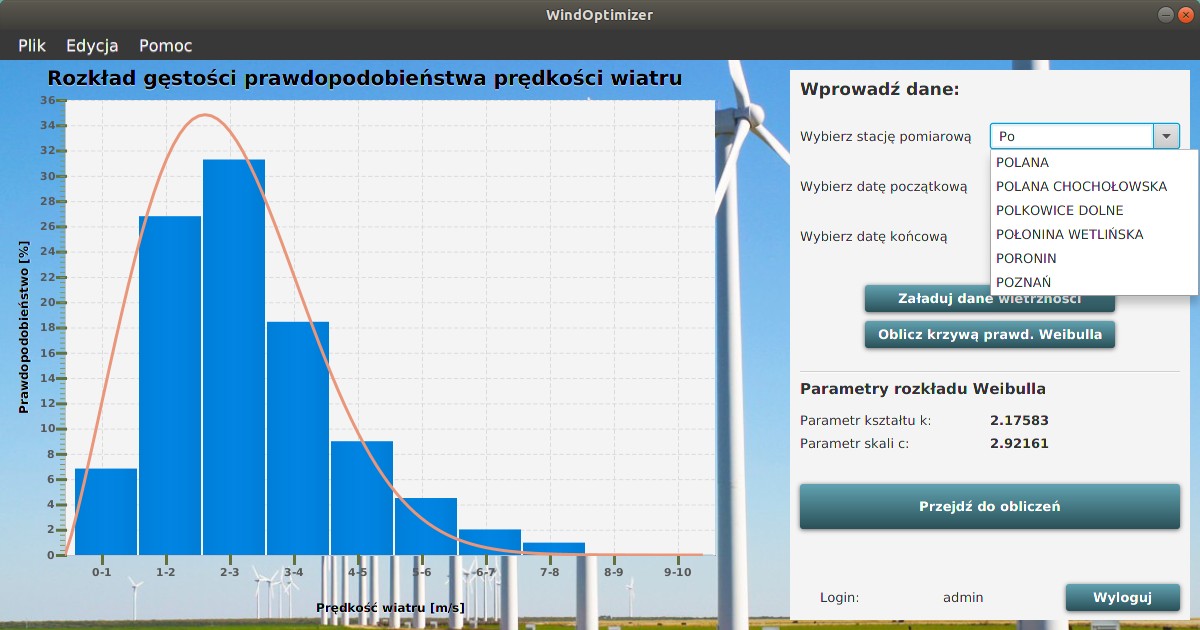 WindOptimizer
Plik Edycja Pomoc
Rozkład gęstości prawdopodobieństwa prędkości wiatru
36
34
32
30
28
26
24
22
20
18
16
14
12
10
8
6
4
2
0
Prawdopodobieństwo [%]
0-1 1-2 2-3 3-4 4-5 5-6 6-7 7-8 8-9 9-10
Prędkość wiatru [m/s]
Wprowadź dane:
Wybierz stację pomiarową Po
POLANA
POLANA CHOCHOŁOWSKA
Wybierz datę początkową
POLKOWICE DOLNE
POŁONINA WETLIŃSKA
Wybierz datę końcową
PORONIN
POZNAŃ
Załaduj dane wietrzności
Oblicz krzywą prawd. Weibulla
Parametry rozkładu Weibulla
Parametr kształtu k: 2.17583
Parametr skali c: 2.92161
Przejdź do obliczeń
Login: admin Wyloguj